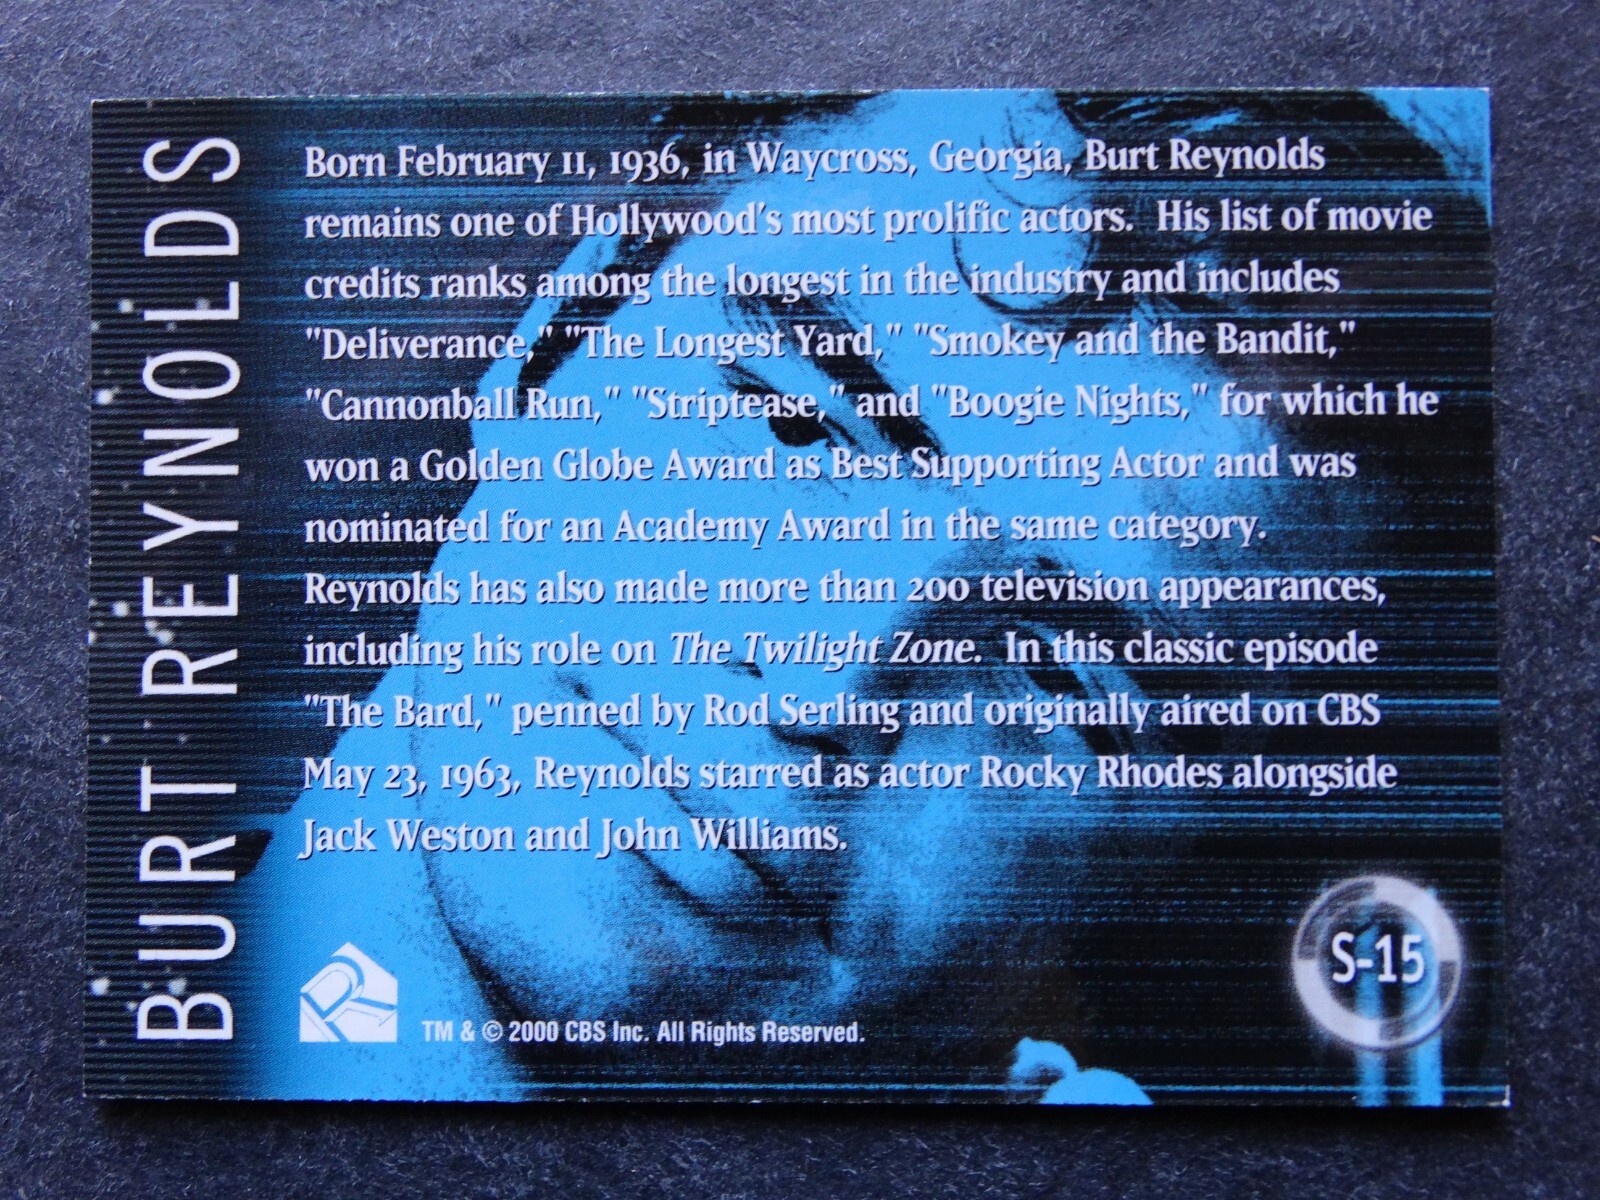 BURT REYNOLDS
Born February 11, 1936, in Waycross, Georgia, Burt Reynolds
remains one of Hollywood's most prolific actors. His list of movie
credits ranks among the longest in the industry and includes
"Deliverance," "The Longest Yard," "Smokey and the Bandit,"
"Cannonball Run," "Striptease," and "Boogie Nights," for which he
won a Golden Globe Award as Best Supporting Actor and was
nominated for an Academy Award in the same category.
Reynolds has also made more than 200 television appearances,
including his role on The Twilight Zone. In this classic episode
"The Bard," penned by Rod Serling and originally aired on CBS
May 23, 1963, Reynolds starred as actor Rocky Rhodes alongside
Jack Weston and John Williams.
TM & © 2000 CBS Inc. All Rights Reserved.
S-15